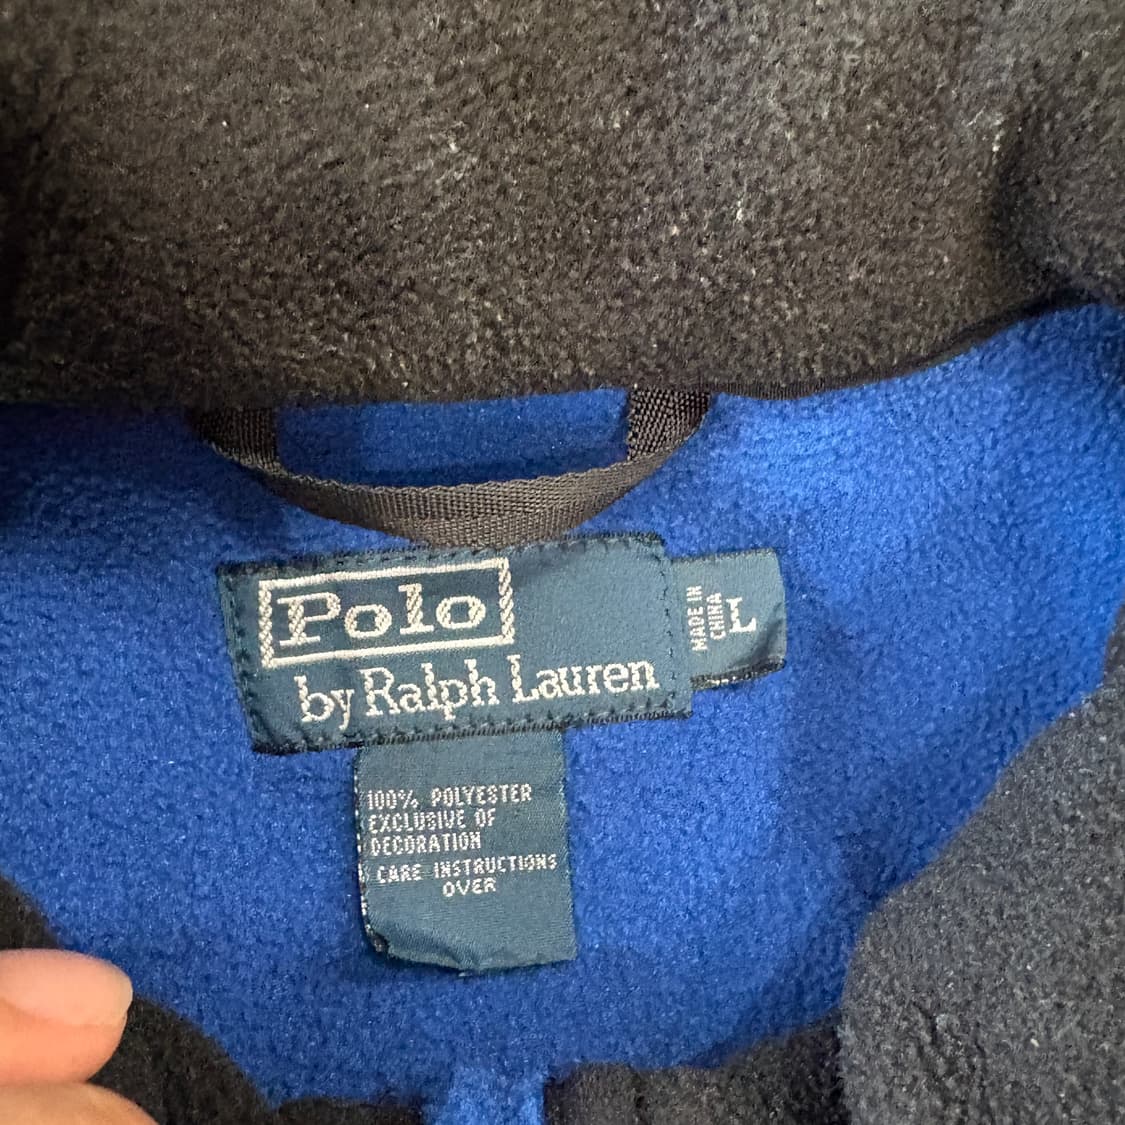 Polo
by Ralph Lauren
MADE IN
CHINA
L
100% POLYESTER
EXCLUSIVE OF
DECORATION
CARE INSTRUCTIONS
OVER